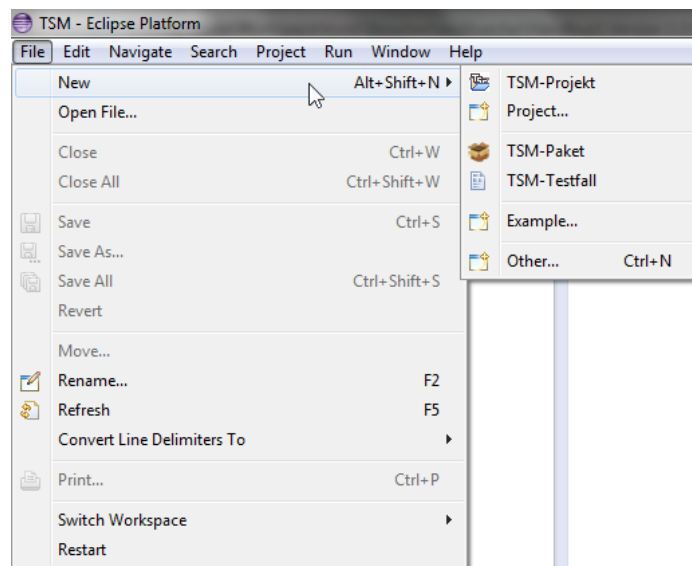 TSM - Eclipse Platform
File Edit Navigate Search Project Run Window Help
New Alt+Shift+N
Open File...
Close Ctrl+W
Close All Ctrl+Shift+W
Save Ctrl+S
Save As...
Save All Ctrl+Shift+S
Revert
Move...
Rename... F2
Refresh F5
Convert Line Delimiters To
Print... Ctrl+P
Switch Workspace
Restart
TSM-Projekt
Project...
TSM-Paket
TSM-Testfall
Example...
Other... Ctrl+N